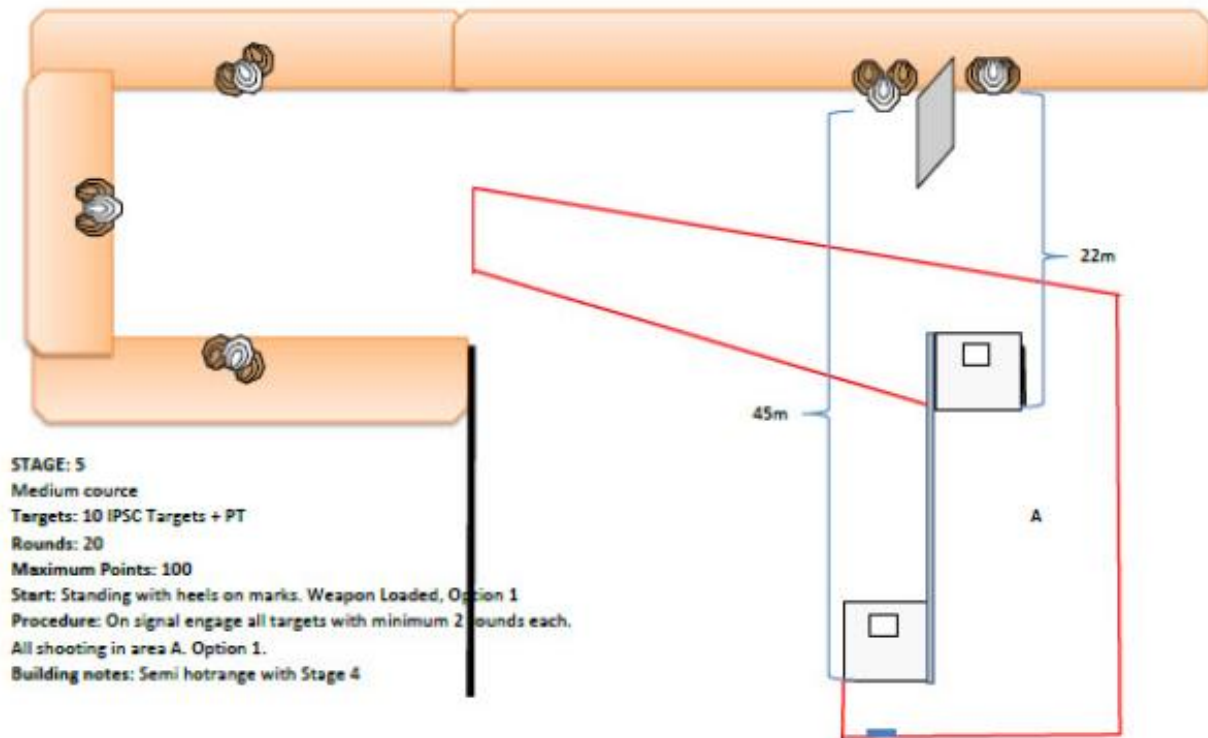 22m
45m
A
STAGE: 5
Medium cource
Targets: 10 IPSC Targets + PT
Rounds: 20
Maximum Points: 100
Start: Standing with heels on marks. Weapon Loaded, Option 1
Procedure: On signal engage all targets with minimum 2 rounds each.
All shooting in area A. Option 1.
Building notes: Semi hotrange with Stage 4